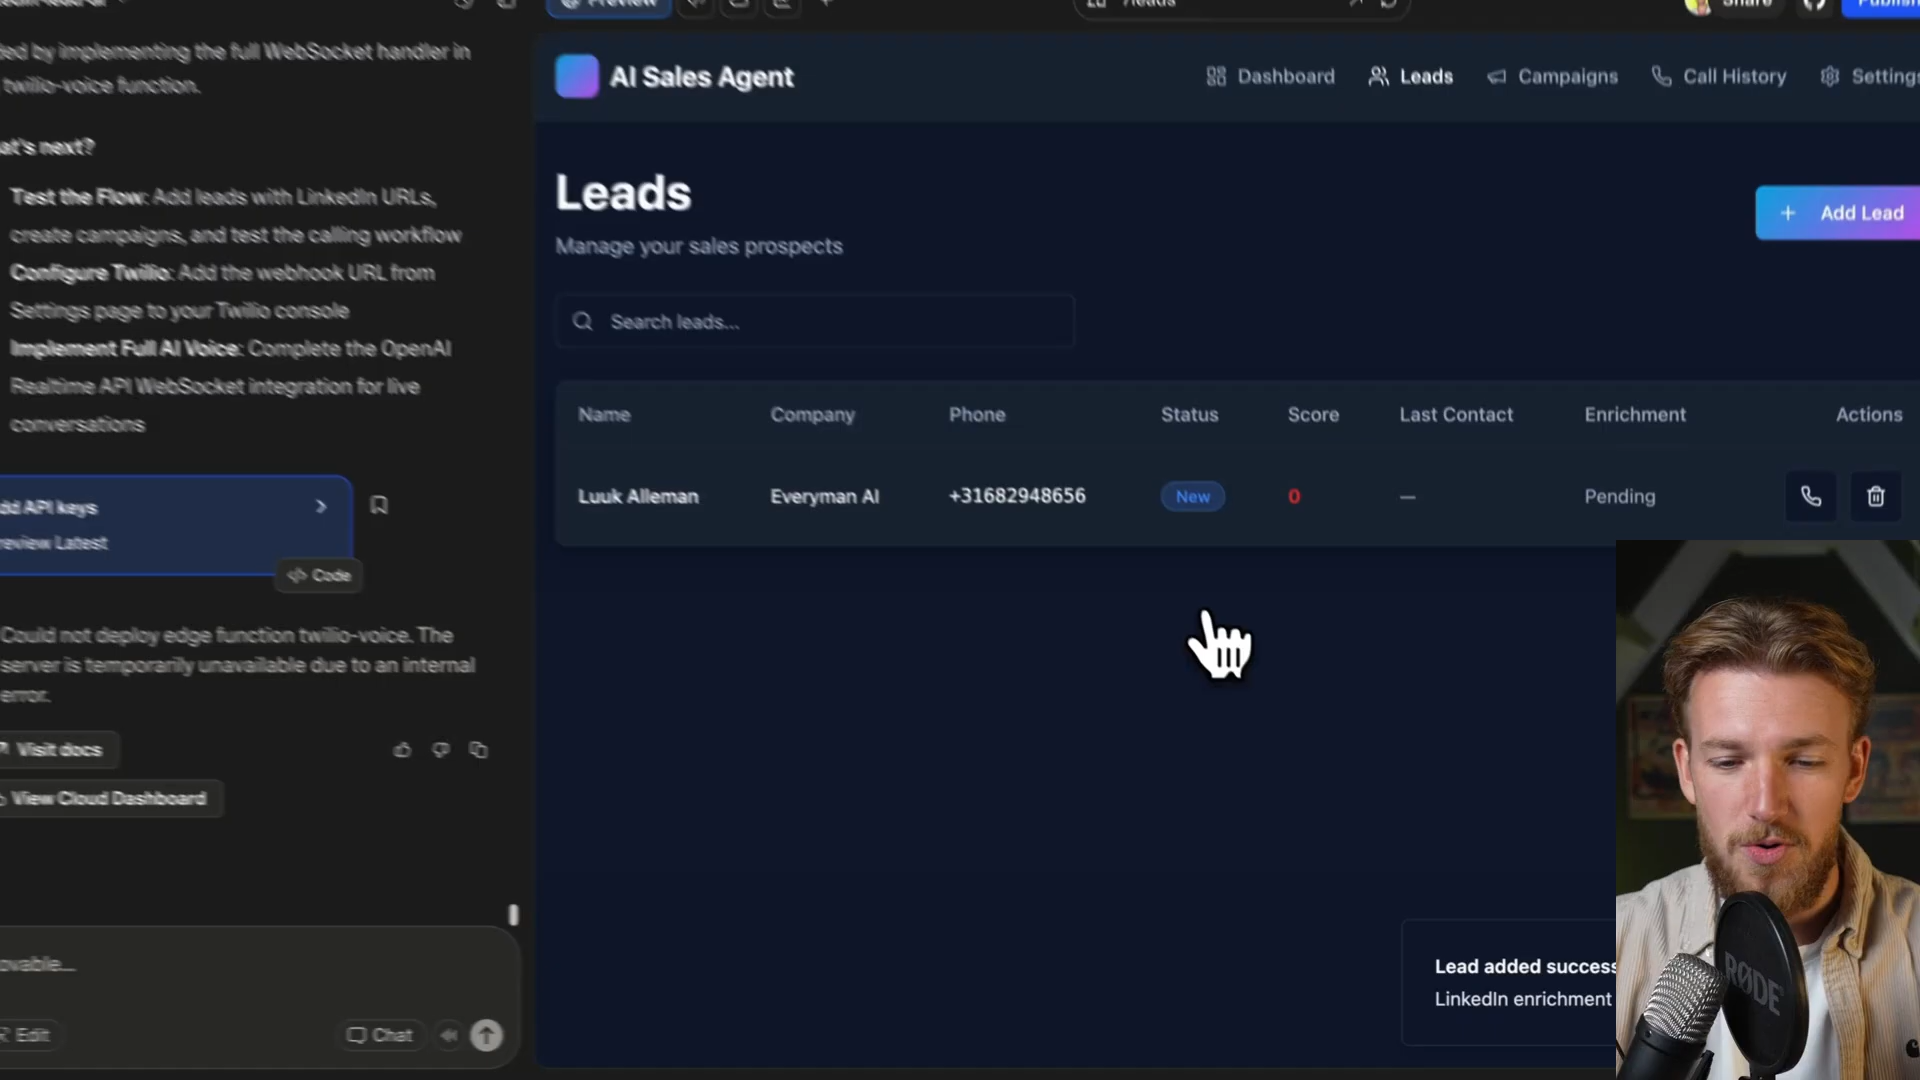 Preview
Share
ded by implementing the full WebSocket handler in
twilio-voice function.
at's next?
Test the Flow: Add leads with LinkedIn URLs,
create campaigns, and test the calling workflow
Configure Twilio: Add the webhook URL from
Settings page to your Twilio console
Implement Full AI Voice: Complete the OpenAI
Realtime API WebSocket integration for live
conversations
dd API keys
review Latest
Code
Could not deploy edge function twilio-voice. The
server is temporarily unavailable due to an internal
error.
Visit docs
View Cloud Dashboard
ovable...
Edit
Chat
AI Sales Agent
Dashboard
Leads
Campaigns
Call History
Settings
Leads
Manage your sales prospects
+ Add Lead
Search leads...
Name Company Phone Status Score Last Contact Enrichment Actions
Luuk Alleman Everyman AI +31682948656 New 0 — Pending
Lead added success
LinkedIn enrichment
RØDE